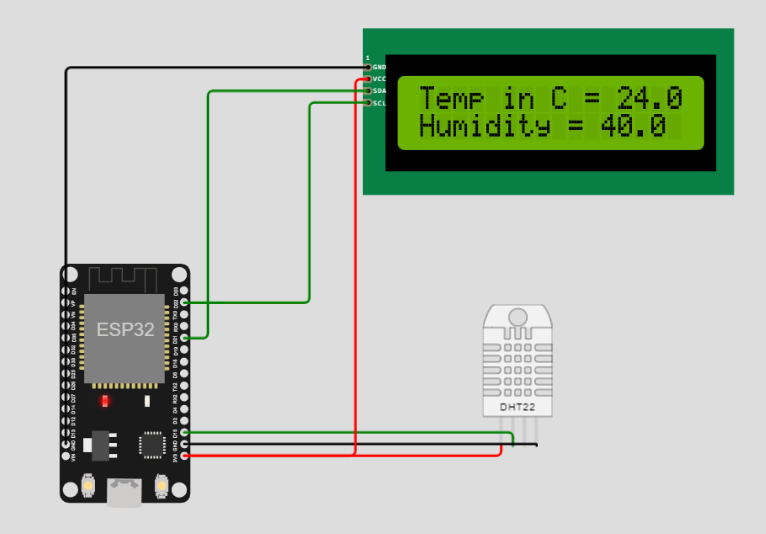 1
GND
VCC
SDA
SCL
Temp in C = 24.0
Humidity = 40.0
ESP32
EN
VP
VN
D34
D35
D32
D33
D25
D26
D27
D14
D12
D13
GND
VIN
D23
D22
TX0
RX0
D21
D19
D18
D5
TX2
RX2
D4
D2
D15
GND
3V3
DHT22